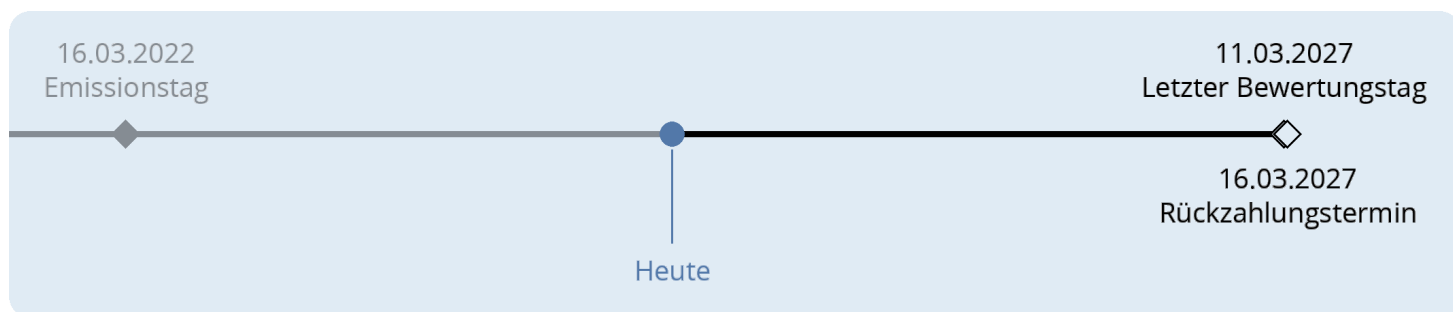 16.03.2022
Emissionstag
11.03.2027
Letzter Bewertungstag
16.03.2027
Rückzahlungstermin
Heute